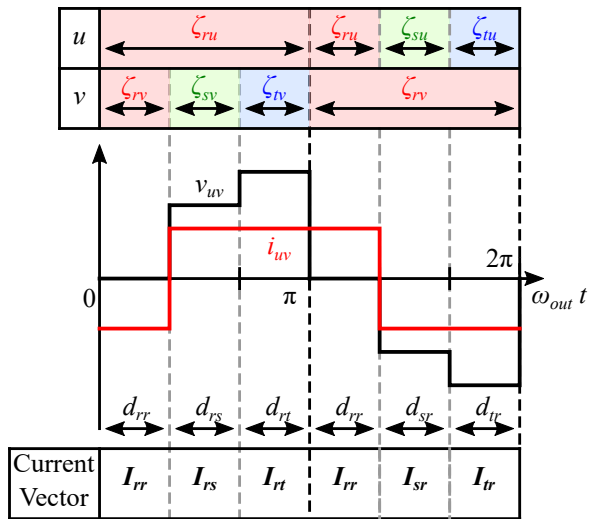 u ζru ζru ζsu ζtu
v ζrv ζsv ζtv ζrv
vuv
iuv
2π
0 π ωout t
drr drs drt drr dsr dtr
Current
Vector
Irr Irs Irt Irr Isr Itr